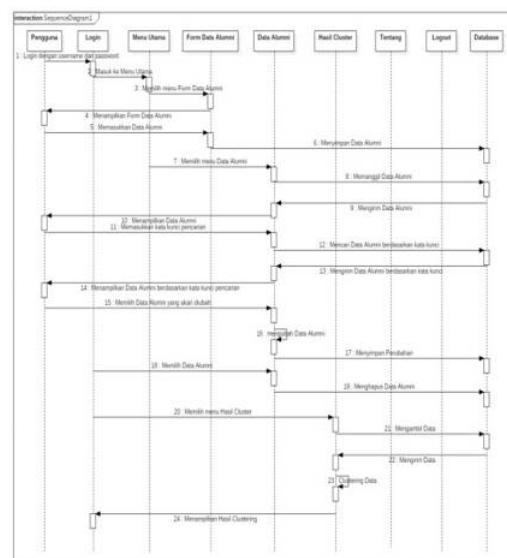 interaction SequenceDiagram1
Pengguna
Login
Menu Utama
Form Data Alumni
Data Alumni
Hasil Cluster
Tentang
Logout
Database
1 : Login dengan username dan password
2 : Masuk ke Menu Utama
3 : Memilih menu Form Data Alumni
4 : Menampilkan Form Data Alumni
5 : Memasukkan Data Alumni
6 : Menyimpan Data Alumni
7 : Memilih menu Data Alumni
8 : Memanggil Data Alumni
9 : Mengirim Data Alumni
10 : Menampilkan Data Alumni
11 : Memasukkan kata kunci pencarian
12 : Mencari Data Alumni berdasarkan kata kunci
13 : Mengirim Data Alumni berdasarkan kata kunci
14 : Menampilkan Data Alumni berdasarkan kata kunci pencarian
15 : Memilih Data Alumni yang akan diubah
16 : mengubah Data Alumni
17 : Menyimpan Perubahan
18 : Memilih Data Alumni
19 : Menghapus Data Alumni
20 : Memilih menu Hasil Cluster
21 : Mengambil Data
22 : Mengirim Data
23 : Clustering Data
24 : Menampilkan Hasil Clustering